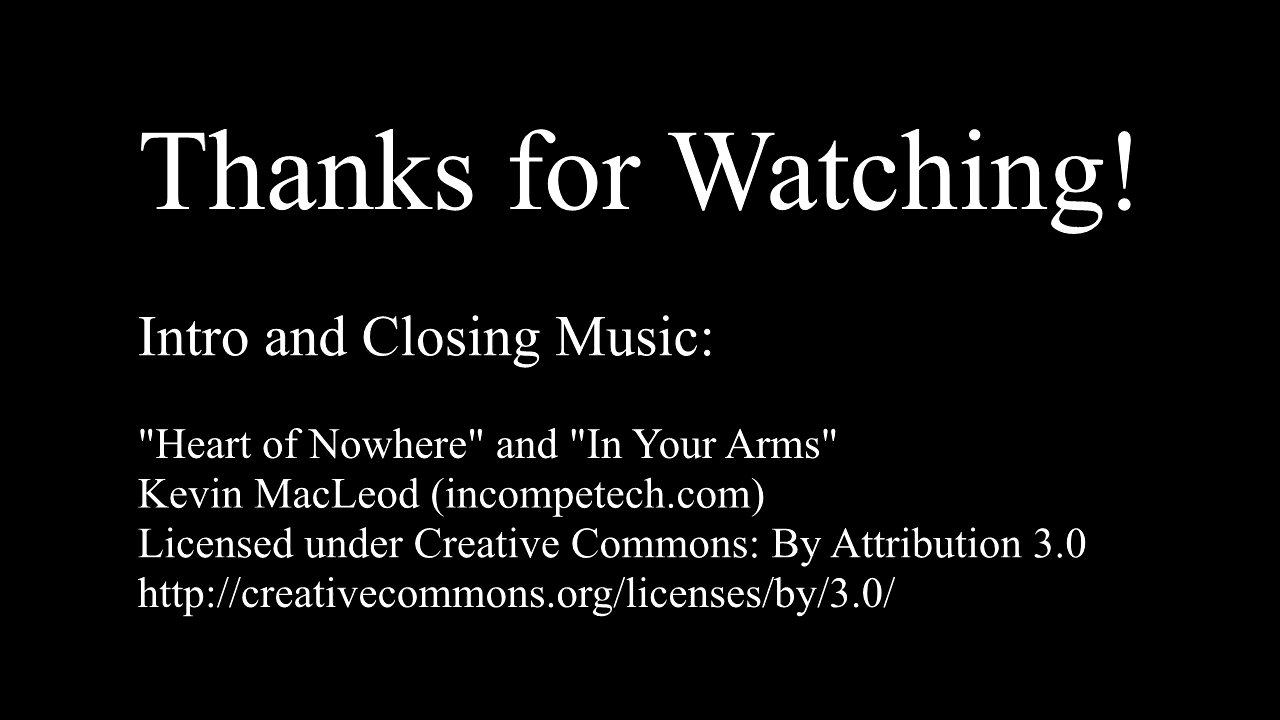 Thanks for Watching!
Intro and Closing Music:
"Heart of Nowhere" and "In Your Arms"
Kevin MacLeod (incompetech.com)
Licensed under Creative Commons: By Attribution 3.0
http://creativecommons.org/licenses/by/3.0/